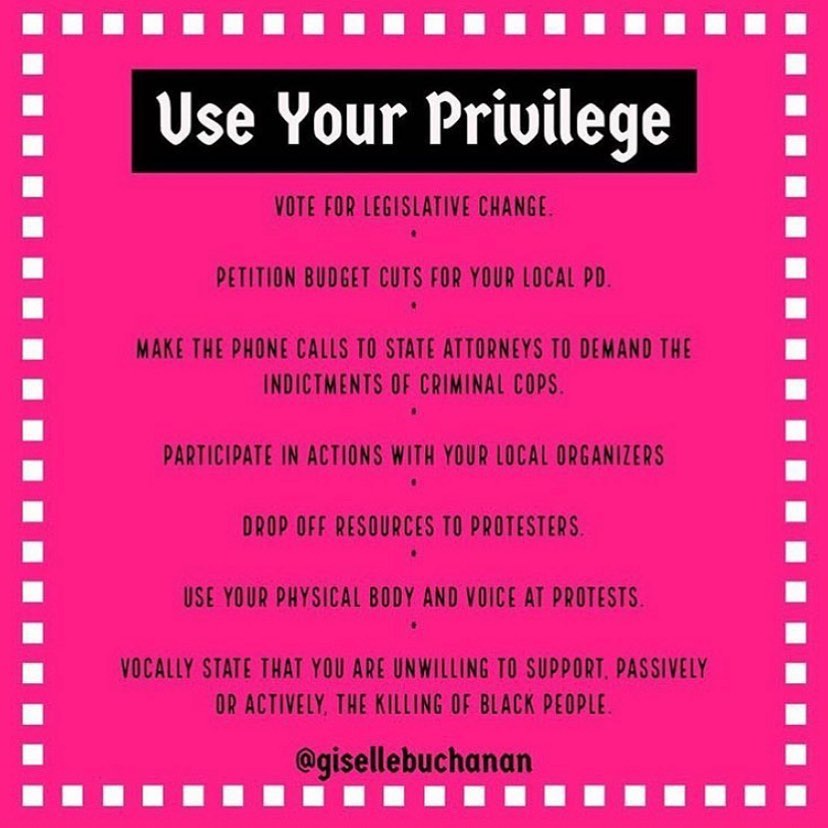 Use Your Privilege
VOTE FOR LEGISLATIVE CHANGE.
•
PETITION BUDGET CUTS FOR YOUR LOCAL PD.
•
MAKE THE PHONE CALLS TO STATE ATTORNEYS TO DEMAND THE
INDICTMENTS OF CRIMINAL COPS.
•
PARTICIPATE IN ACTIONS WITH YOUR LOCAL ORGANIZERS
•
DROP OFF RESOURCES TO PROTESTERS.
•
USE YOUR PHYSICAL BODY AND VOICE AT PROTESTS.
•
VOCALLY STATE THAT YOU ARE UNWILLING TO SUPPORT, PASSIVELY
OR ACTIVELY, THE KILLING OF BLACK PEOPLE.
@gisellebuchanan